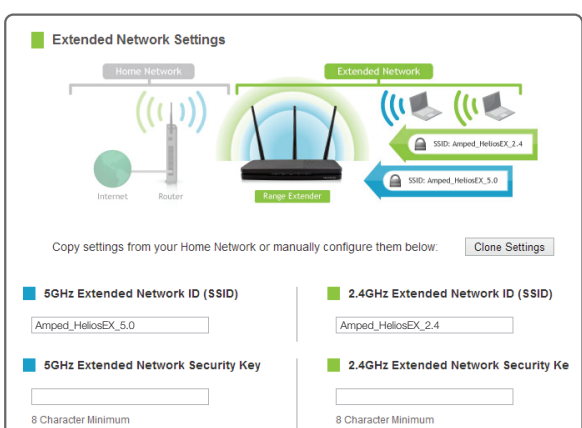 Extended Network Settings
Home Network
Extended Network
SSID: Amped_HeliosEX_2.4
SSID: Amped_HeliosEX_5.0
Internet
Router
Range Extender
Copy settings from your Home Network or manually configure them below:
Clone Settings
5GHz Extended Network ID (SSID)
2.4GHz Extended Network ID (SSID)
Amped_HeliosEX_5.0
Amped_HeliosEX_2.4
5GHz Extended Network Security Key
2.4GHz Extended Network Security Ke
8 Character Minimum
8 Character Minimum